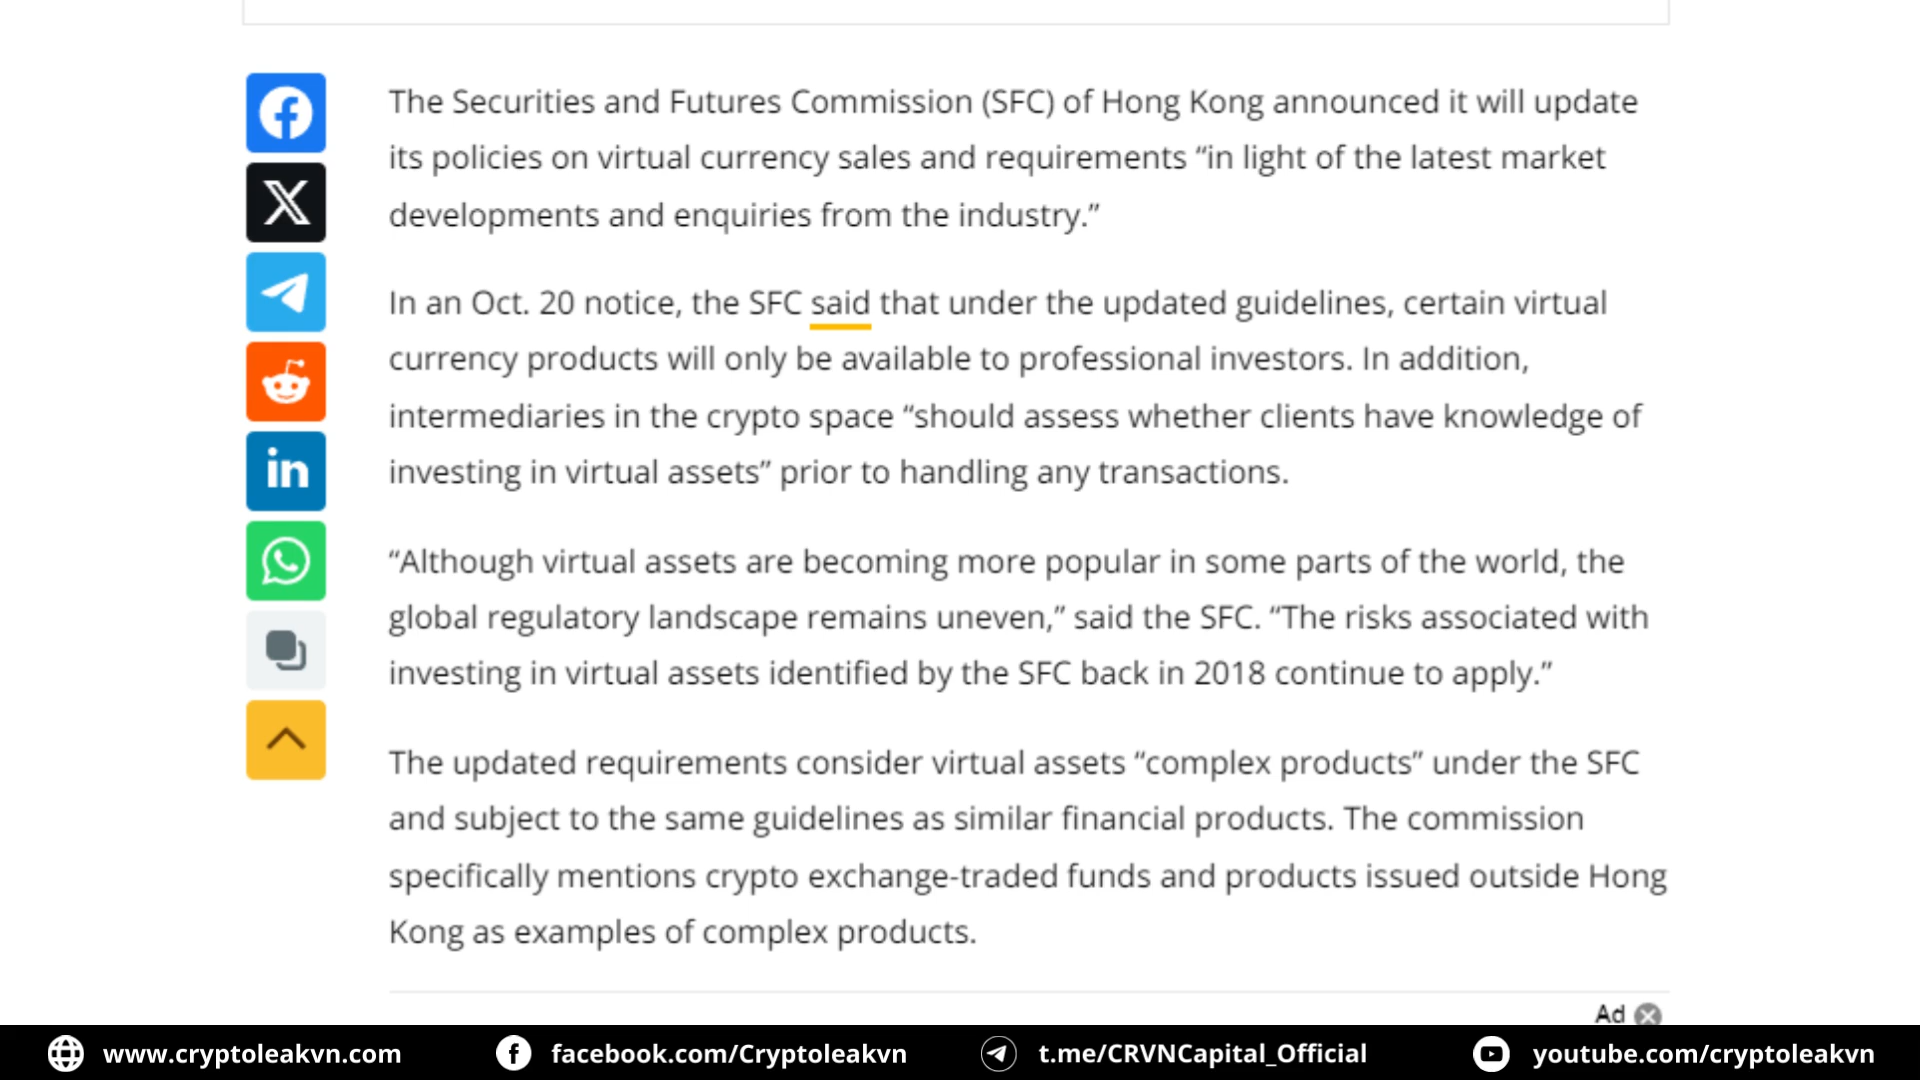 The Securities and Futures Commission (SFC) of Hong Kong announced it will update
its policies on virtual currency sales and requirements “in light of the latest market
developments and enquiries from the industry.”
In an Oct. 20 notice, the SFC said that under the updated guidelines, certain virtual
currency products will only be available to professional investors. In addition,
intermediaries in the crypto space “should assess whether clients have knowledge of
investing in virtual assets” prior to handling any transactions.
“Although virtual assets are becoming more popular in some parts of the world, the
global regulatory landscape remains uneven,” said the SFC. “The risks associated with
investing in virtual assets identified by the SFC back in 2018 continue to apply.”
The updated requirements consider virtual assets “complex products” under the SFC
and subject to the same guidelines as similar financial products. The commission
specifically mentions crypto exchange-traded funds and products issued outside Hong
Kong as examples of complex products.
Ad
www.cryptoleakvn.com facebook.com/Cryptoleakvn t.me/CRVNCapital_Official youtube.com/cryptoleakvn